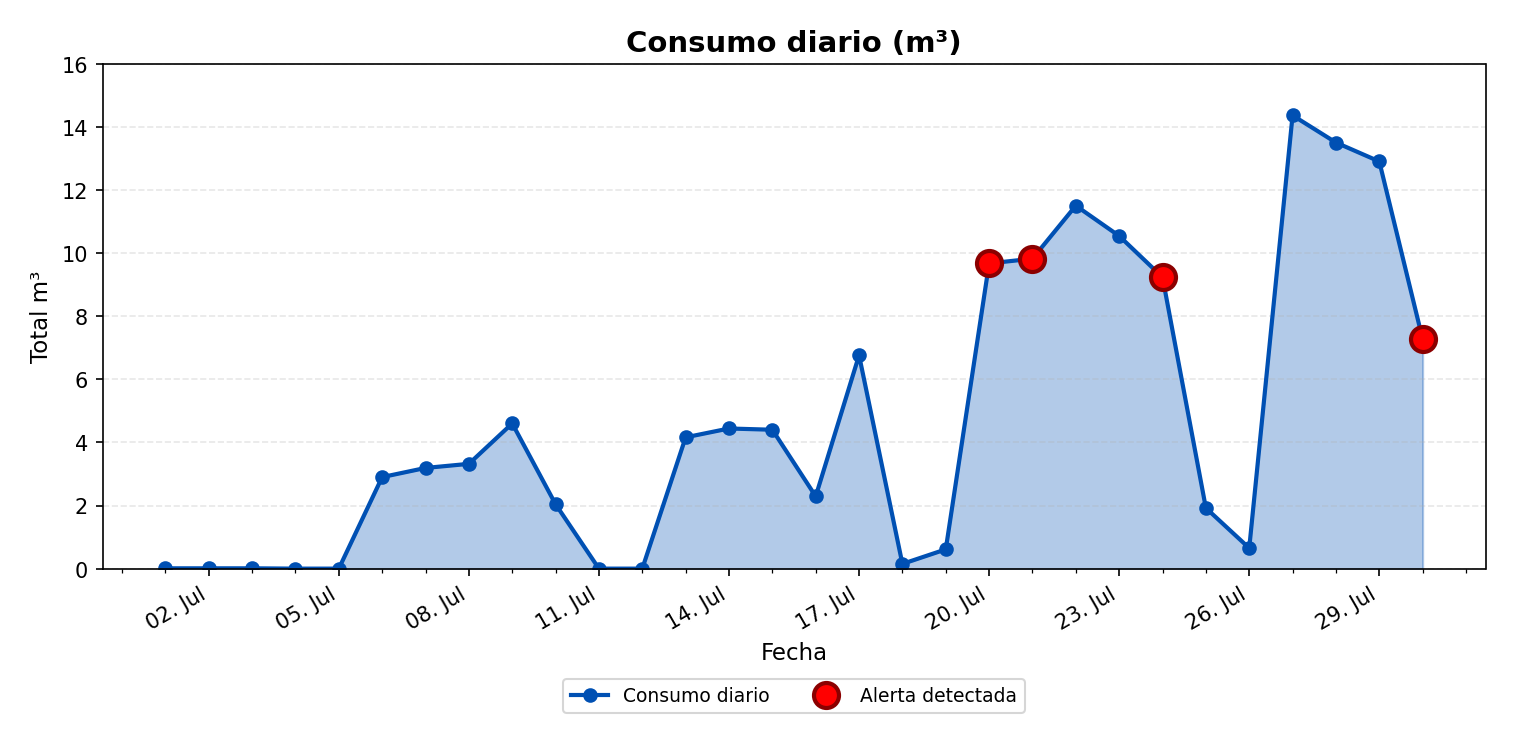 Consumo diario (m³)
Total m³
16
14
12
10
8
6
4
2
0
02. Jul
05. Jul
08. Jul
11. Jul
14. Jul
17. Jul
20. Jul
23. Jul
26. Jul
29. Jul
Fecha
Consumo diario
Alerta detectada